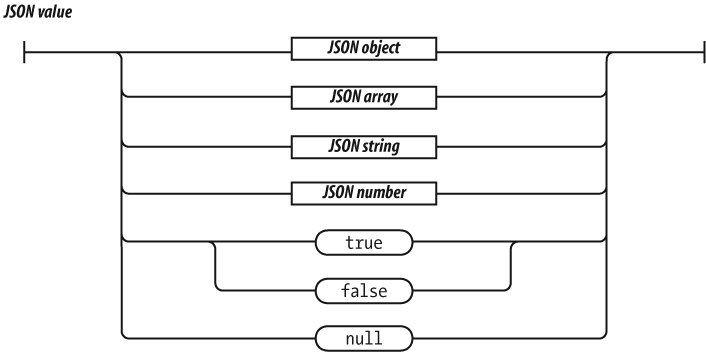 JSON value
JSON object
JSON array
JSON string
JSON number
true
false
null